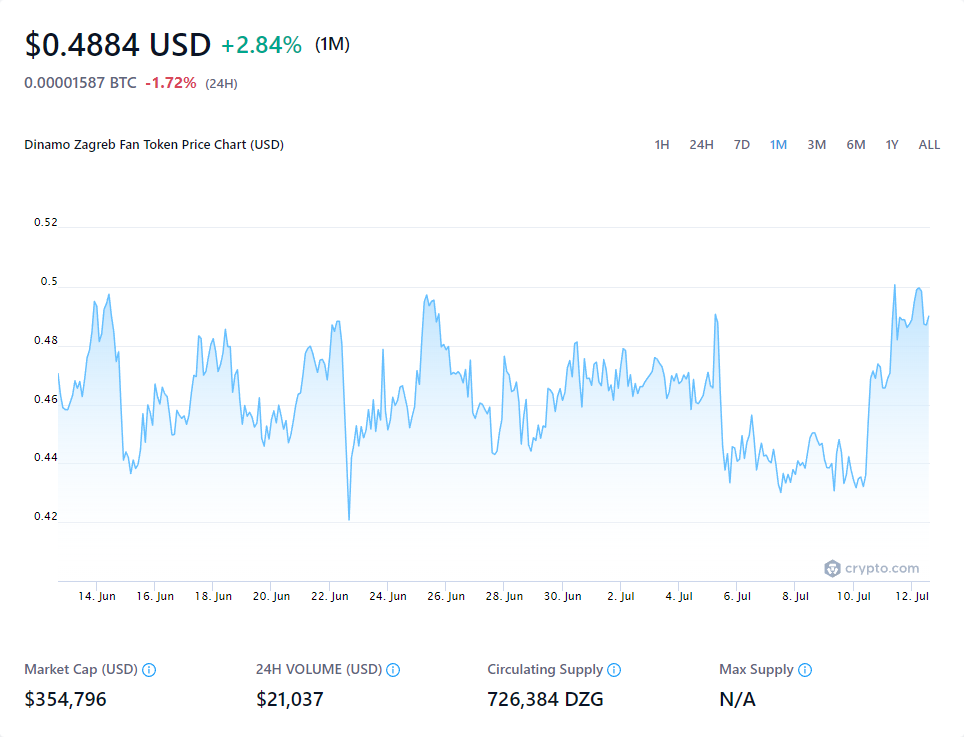 $0.4884 USD +2.84% (1M)
0.00001587 BTC -1.72% (24H)
Dinamo Zagreb Fan Token Price Chart (USD) 1H 24H 7D 1M 3M 6M 1Y ALL
0.52
0.5
0.48
0.46
0.44
0.42
crypto.com
14. Jun 16. Jun 18. Jun 20. Jun 22. Jun 24. Jun 26. Jun 28. Jun 30. Jun 2. Jul 4. Jul 6. Jul 8. Jul 10. Jul 12. Jul
Market Cap (USD) 24H VOLUME (USD) Circulating Supply Max Supply
$354,796 $21,037 726,384 DZG N/A